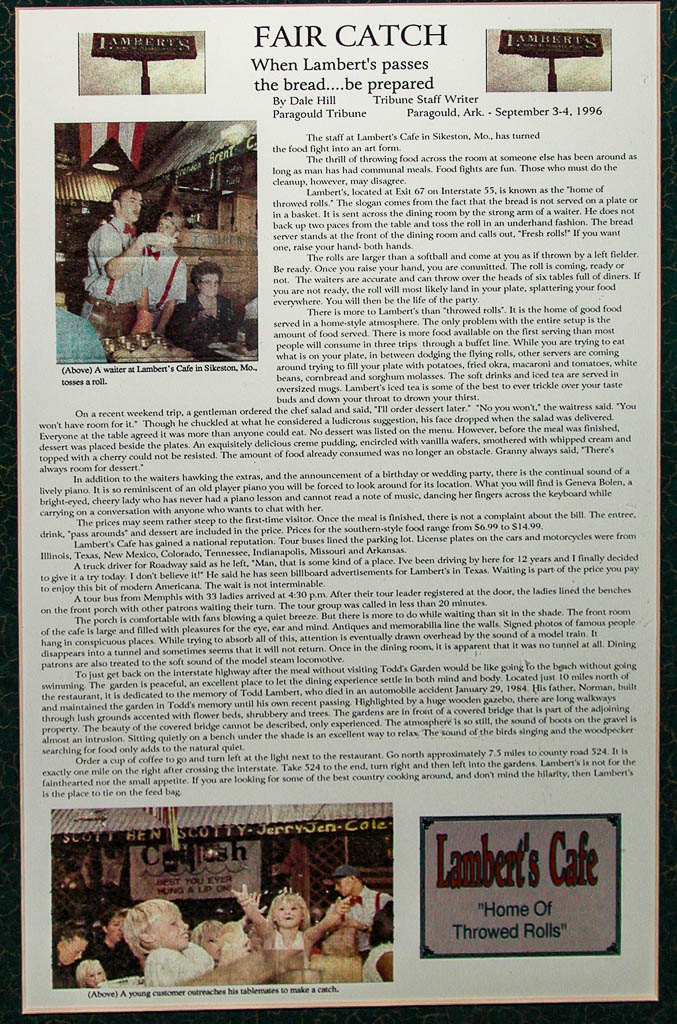 LAMBERT'S
LAMBERT'S
FAIR CATCH
When Lambert's passes
the bread....be prepared
By Dale Hill Tribune Staff Writer
Paragould Tribune Paragould, Ark. - September 3-4, 1996
The staff at Lambert's Cafe in Sikeston, Mo., has turned
the food fight into an art form.
The thrill of throwing food across the room at someone else has been around as
long as man has had communal meals. Food fights are fun. Those who must do the
cleanup, however, may disagree.
Lambert's, located at Exit 67 on Interstate 55, is known as the "home of
throwed rolls." The slogan comes from the fact that the bread is not served on a plate or
in a basket. It is sent across the dining room by the strong arm of a waiter. He does not
back up two paces from the table and toss the roll in an underhand fashion. The bread
server stands at the front of the dining room and calls out, "Fresh rolls!" If you want
one, raise your hand- both hands.
The rolls are larger than a softball and come at you as if thrown by a left fielder.
Be ready. Once you raise your hand, you are committed. The roll is coming, ready or
not. The waiters are accurate and can throw over the heads of six tables full of diners. If
you are not ready, the roll will most likely land in your plate, splattering your food
everywhere. You will then be the life of the party.
There is more to Lambert's than "throwed rolls". It is the home of good food
served in a home-style atmosphere. The only problem with the entire setup is the
amount of food served. There is more food available on the first serving than most
people will consume in three trips through a buffet line. While you are trying to eat
what is on your plate, in between dodging the flying rolls, other servers are coming
around trying to fill your plate with potatoes, fried okra, macaroni and tomatoes, white
beans, cornbread and sorghum molasses. The soft drinks and iced tea are served in
oversized mugs. Lambert's iced tea is some of the best to ever trickle over your taste
buds and down your throat to drown your thirst.
(Above) A waiter at Lambert's Cafe in Sikeston, Mo.,
tosses a roll.
On a recent weekend trip, a gentleman ordered the chef salad and said, "I'll order dessert later." "No you won't," the waitress said. "You
won't have room for it." Though he chuckled at what he considered a ludicrous suggestion, his face dropped when the salad was delivered.
Everyone at the table agreed it was more than anyone could eat. No dessert was listed on the menu. However, before the meal was finished,
dessert was placed beside the plates. An exquisitely delicious creme pudding, encircled with vanilla wafers, smothered with whipped cream and
topped with a cherry could not be resisted. The amount of food already consumed was no longer an obstacle. Granny always said, "There's
always room for dessert."
In addition to the waiters hawking the extras, and the announcement of a birthday or wedding party, there is the continual sound of a
lively piano. It is so reminiscent of an old player piano you will be forced to look around for its location. What you will find is Geneva Bolen, a
bright-eyed, cheery lady who has never had a piano lesson and cannot read a note of music, dancing her fingers across the keyboard while
carrying on a conversation with anyone who wants to chat with her.
The prices may seem rather steep to the first-time visitor. Once the meal is finished, there is not a complaint about the bill. The entree,
drink, "pass arounds" and dessert are included in the price. Prices for the southern-style food range from $6.99 to $14.99.
Lambert's Cafe has gained a national reputation. Tour buses lined the parking lot. License plates on the cars and motorcycles were from
Illinois, Texas, New Mexico, Colorado, Tennessee, Indianapolis, Missouri and Arkansas.
A truck driver for Roadway said as he left, "Man, that is some kind of a place. I've been driving by here for 12 years and I finally decided
to give it a try today. I don't believe it!" He said he has seen billboard advertisements for Lambert's in Texas. Waiting is part of the price you pay
to enjoy this bit of modern Americana. The wait is not interminable.
A tour bus from Memphis with 33 ladies arrived at 4:30 p.m. After their tour leader registered at the door, the ladies lined the benches
on the front porch with other patrons waiting their turn. The tour group was called in less than 20 minutes.
The porch is comfortable with fans blowing a quiet breeze. But there is more to do while waiting than sit in the shade. The front room
of the cafe is large and filled with pleasures for the eye, ear and mind. Antiques and memorabilia line the walls. Signed photos of famous people
hang in conspicuous places. While trying to absorb all of this, attention is eventually drawn overhead by the sound of a model train. It
disappears into a tunnel and sometimes seems that it will not return. Once in the dining room, it is apparent that it was no tunnel at all. Dining
patrons are also treated to the soft sound of the model steam locomotive.
To just get back on the interstate highway after the meal without visiting Todd's Garden would be like going to the beach without going
swimming. The garden is peaceful, an excellent place to let the dining experience settle in both mind and body. Located just 10 miles north of
the restaurant, it is dedicated to the memory of Todd Lambert, who died in an automobile accident January 29, 1984. His father, Norman, built
and maintained the garden in Todd's memory until his own recent passing. Highlighted by a huge wooden gazebo, there are long walkways
through lush grounds accented with flower beds, shrubbery and trees. The gardens are in front of a covered bridge that is part of the adjoining
property. The beauty of the covered bridge cannot be described, only experienced. The atmosphere is so still, the sound of boots on the gravel is
almost an intrusion. Sitting quietly on a bench under the shade is an excellent way to relax. The sound of the birds singing and the woodpecker
searching for food only adds to the natural quiet.
Order a cup of coffee to go and turn left at the light next to the restaurant. Go north approximately 7.5 miles to county road 524. It is
exactly one mile on the right after crossing the interstate. Take 524 to the end, turn right and then left into the gardens. Lambert's is not for the
fainthearted nor the small appetite. If you are looking for some of the best country cooking around, and don't mind the hilarity, then Lambert's
is the place to tie on the feed bag.
SCOTT BEN SCOTTY-Jerry-Jen-Cole-
BEST YOU EVER
HUNG A LIP ON!
(Above) A young customer outreaches his tablemates to make a catch.
Lambert's Cafe
"Home Of
Throwed Rolls"